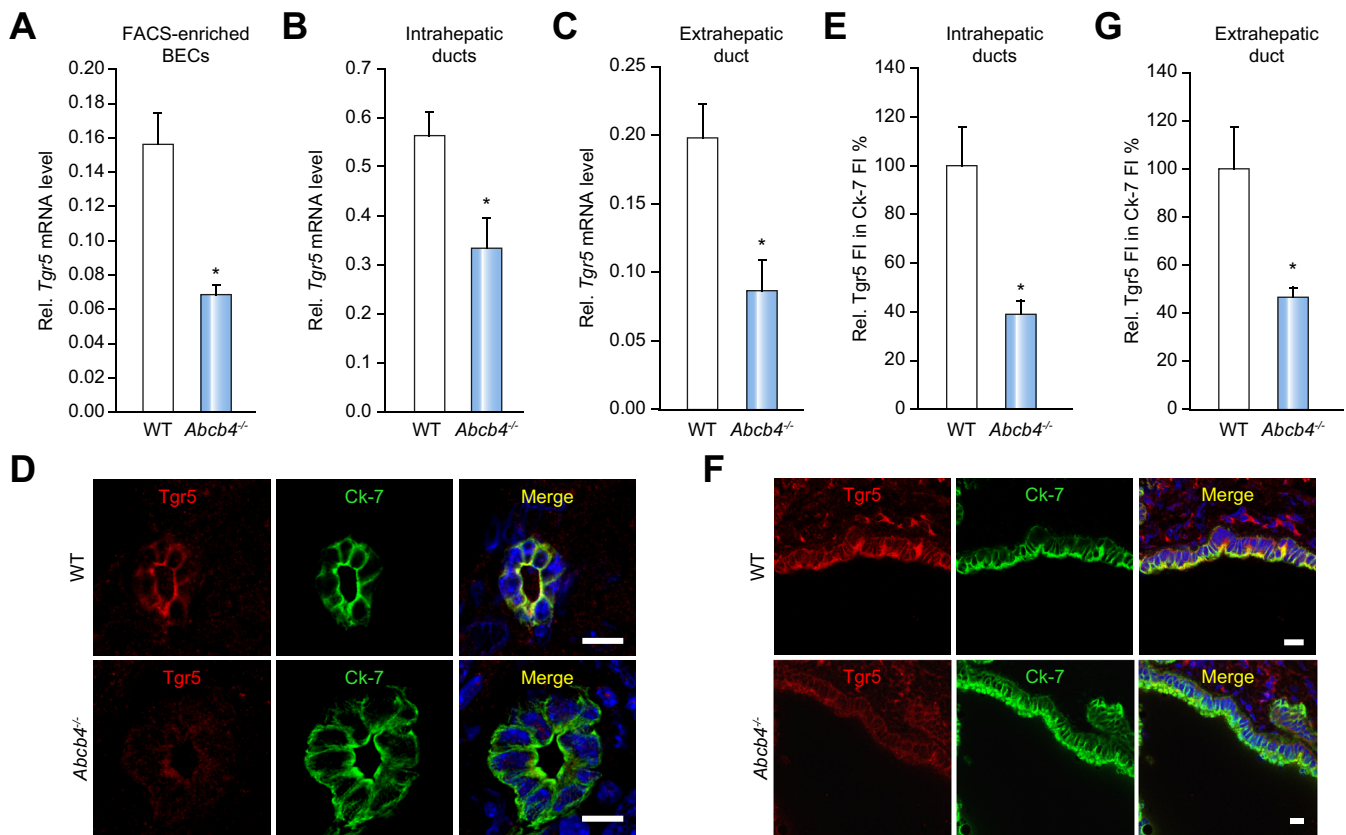 A
FACS-enriched
BECs
Rel. Tgr5 mRNA level
0.20
0.18
0.16
0.14
0.12
0.10
0.08
0.06
0.04
0.02
0.00
*
WT Abcb4-/-
B
Intrahepatic
ducts
Rel. Tgr5 mRNA level
0.7
0.6
0.5
0.4
0.3
0.2
0.1
0.0
*
WT Abcb4-/-
C
Extrahepatic
duct
Rel. Tgr5 mRNA level
0.25
0.20
0.15
0.10
0.05
0.00
*
WT Abcb4-/-
E
Intrahepatic
ducts
Rel. Tgr5 FI in Ck-7 FI %
140
120
100
80
60
40
20
0
*
WT Abcb4-/-
G
Extrahepatic
duct
Rel. Tgr5 FI in Ck-7 FI %
140
120
100
80
60
40
20
0
*
WT Abcb4-/-
D
WT
Tgr5 Ck-7 Merge
Abcb4-/-
Tgr5 Ck-7 Merge
F
WT
Tgr5 Ck-7 Merge
Abcb4-/-
Tgr5 Ck-7 Merge